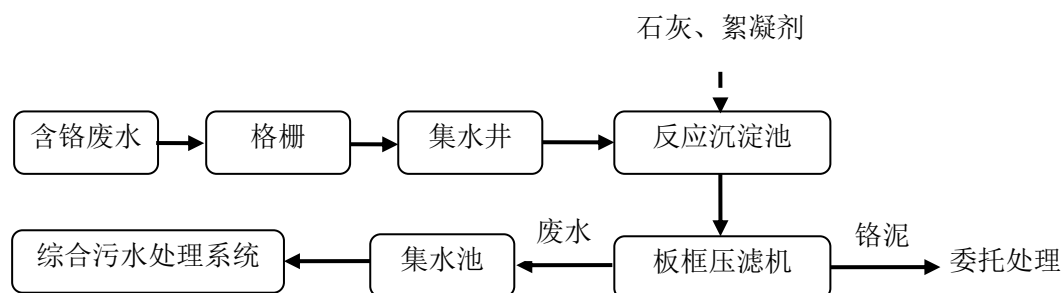 石灰、絮凝剂
含铬废水
格栅
集水井
反应沉淀池
综合污水处理系统
集水池
废水
板框压滤机
铬泥
委托处理